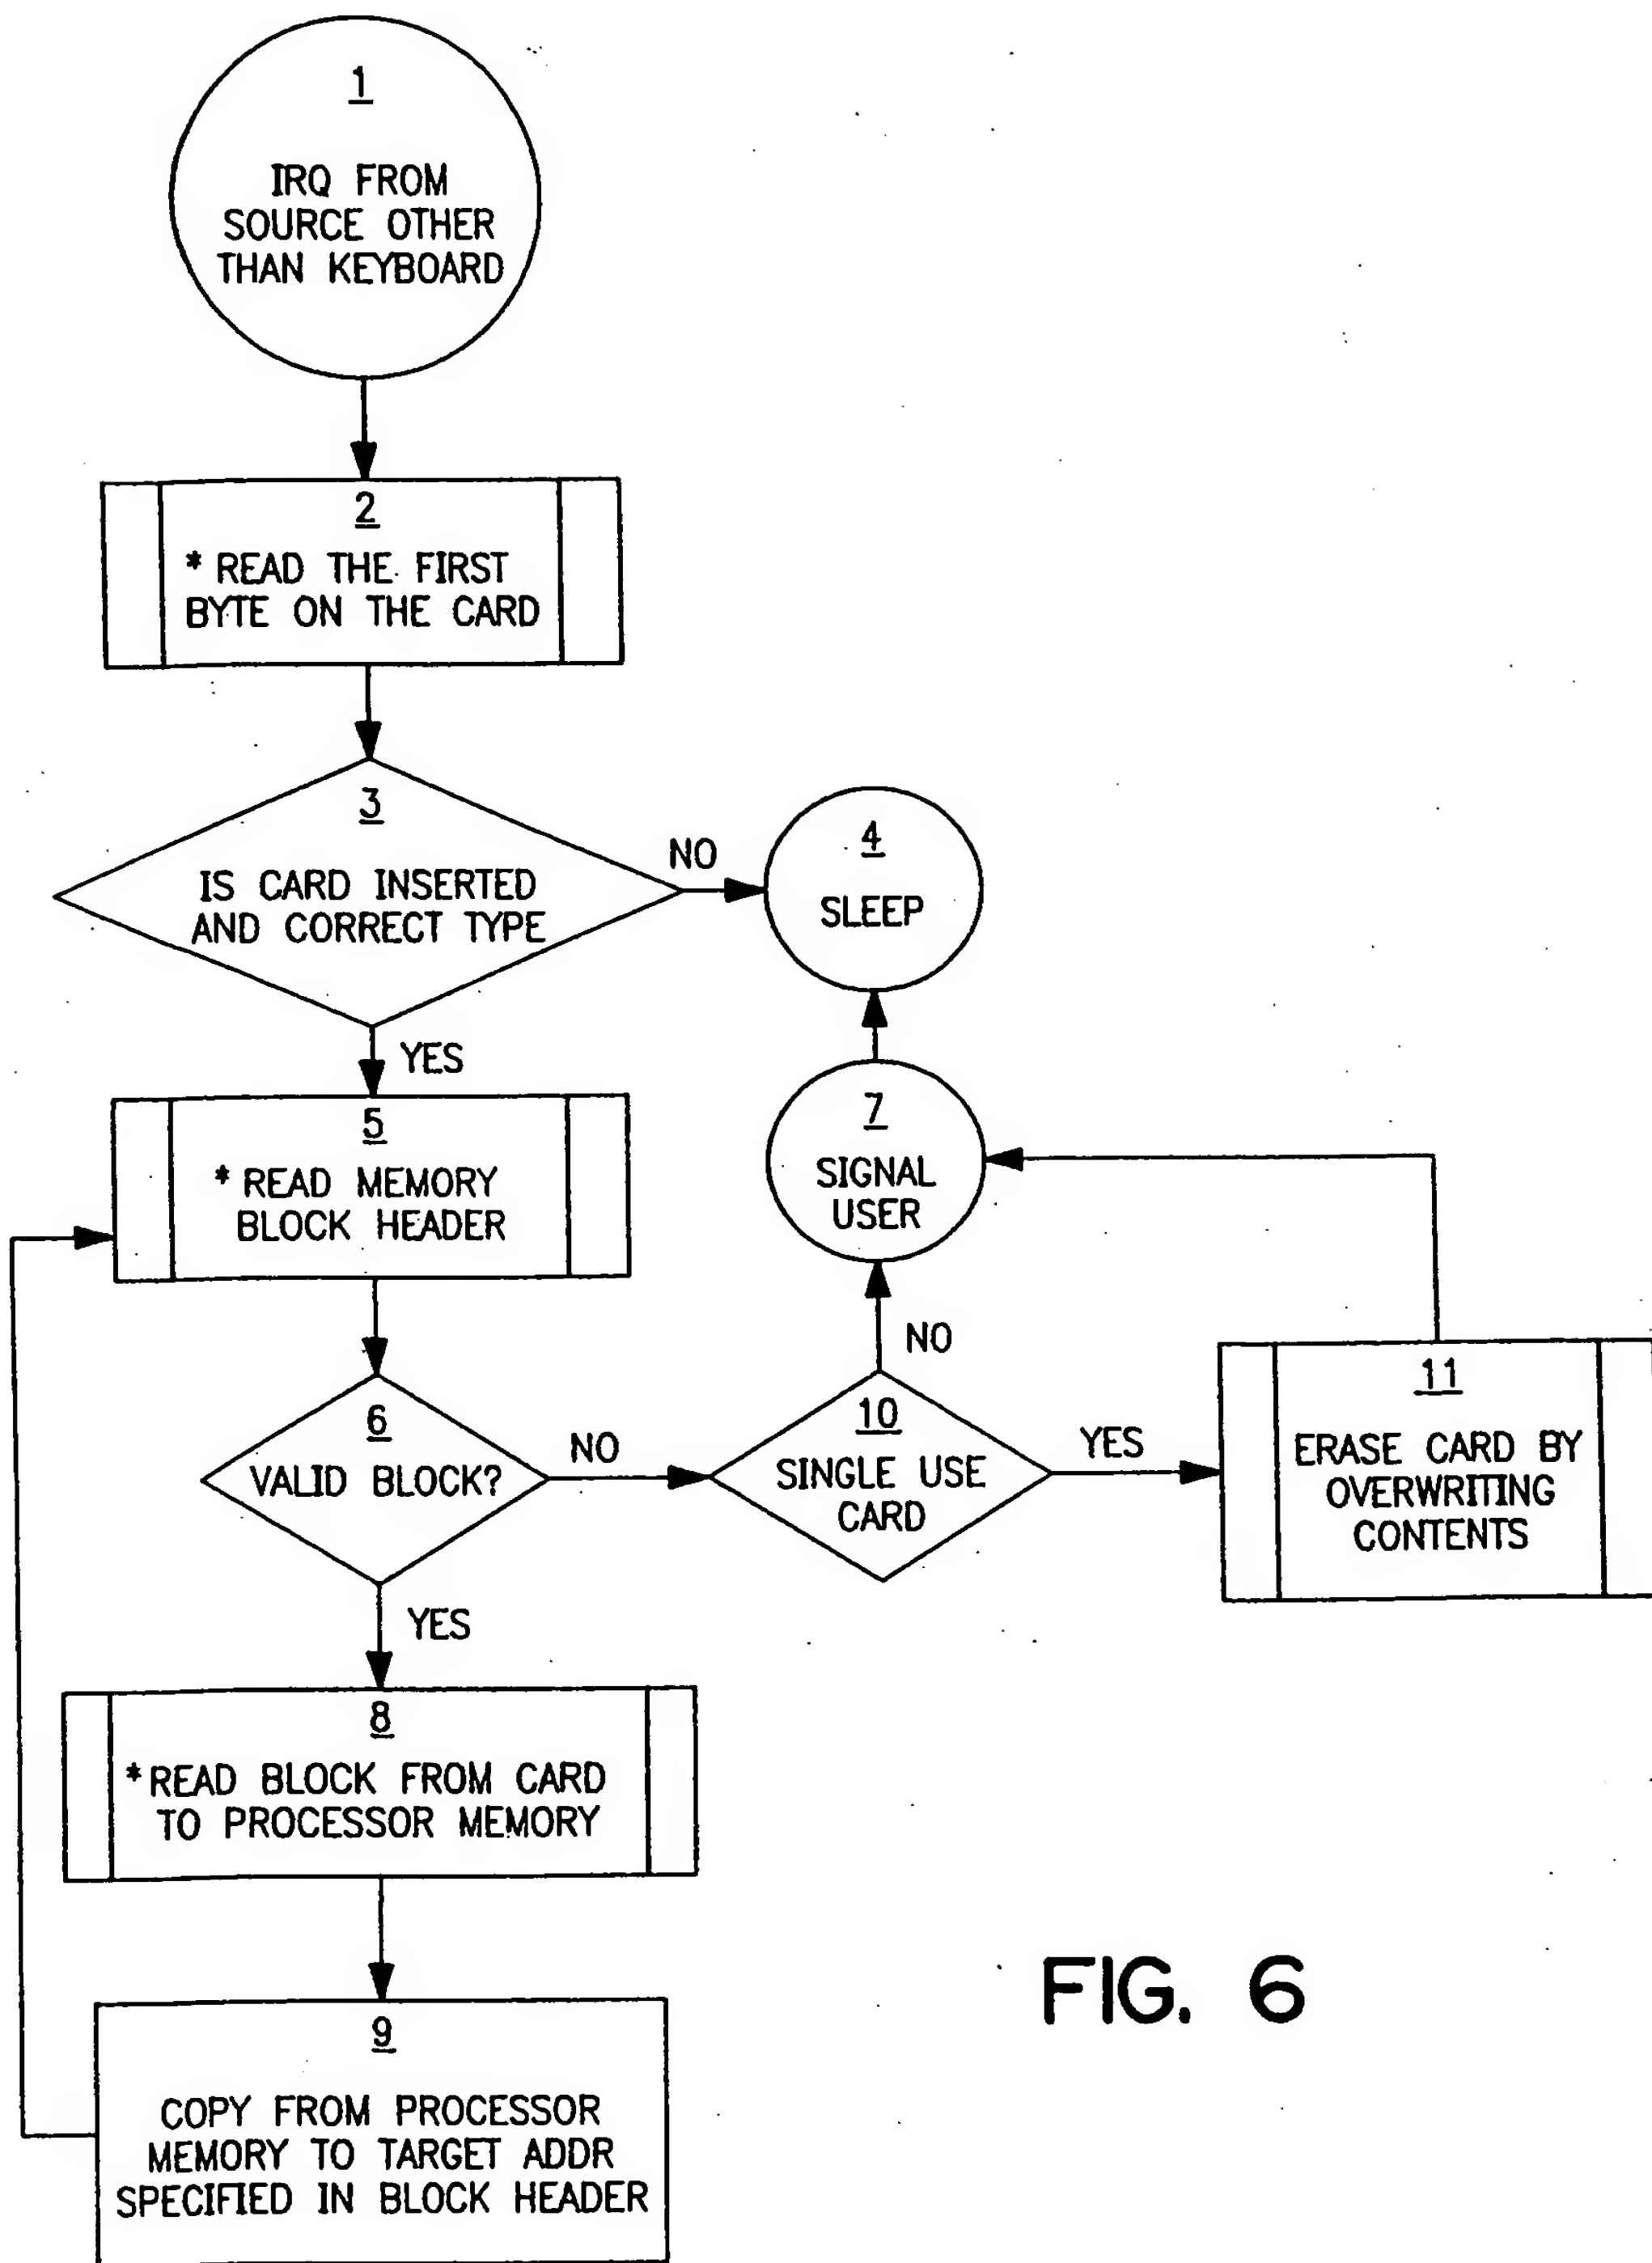 1
IRQ FROM
SOURCE OTHER
THAN KEYBOARD
2
* READ THE FIRST
BYTE ON THE CARD
3
IS CARD INSERTED
AND CORRECT TYPE
NO
4
SLEEP
YES
5
* READ MEMORY
BLOCK HEADER
7
SIGNAL
USER
6
VALID BLOCK?
NO
10
SINGLE USE
CARD
NO
YES
11
ERASE CARD BY
OVERWRITING
CONTENTS
YES
8
* READ BLOCK FROM CARD
TO PROCESSOR MEMORY
9
COPY FROM PROCESSOR
MEMORY TO TARGET ADDR
SPECIFIED IN BLOCK HEADER
FIG. 6